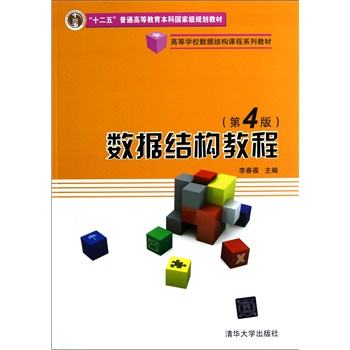 “十二五”普通高等教育本科国家级规划教材
高等学校数据结构课程系列教材
（第4版）
数据结构教程
李春葆 主编
清华大学出版社